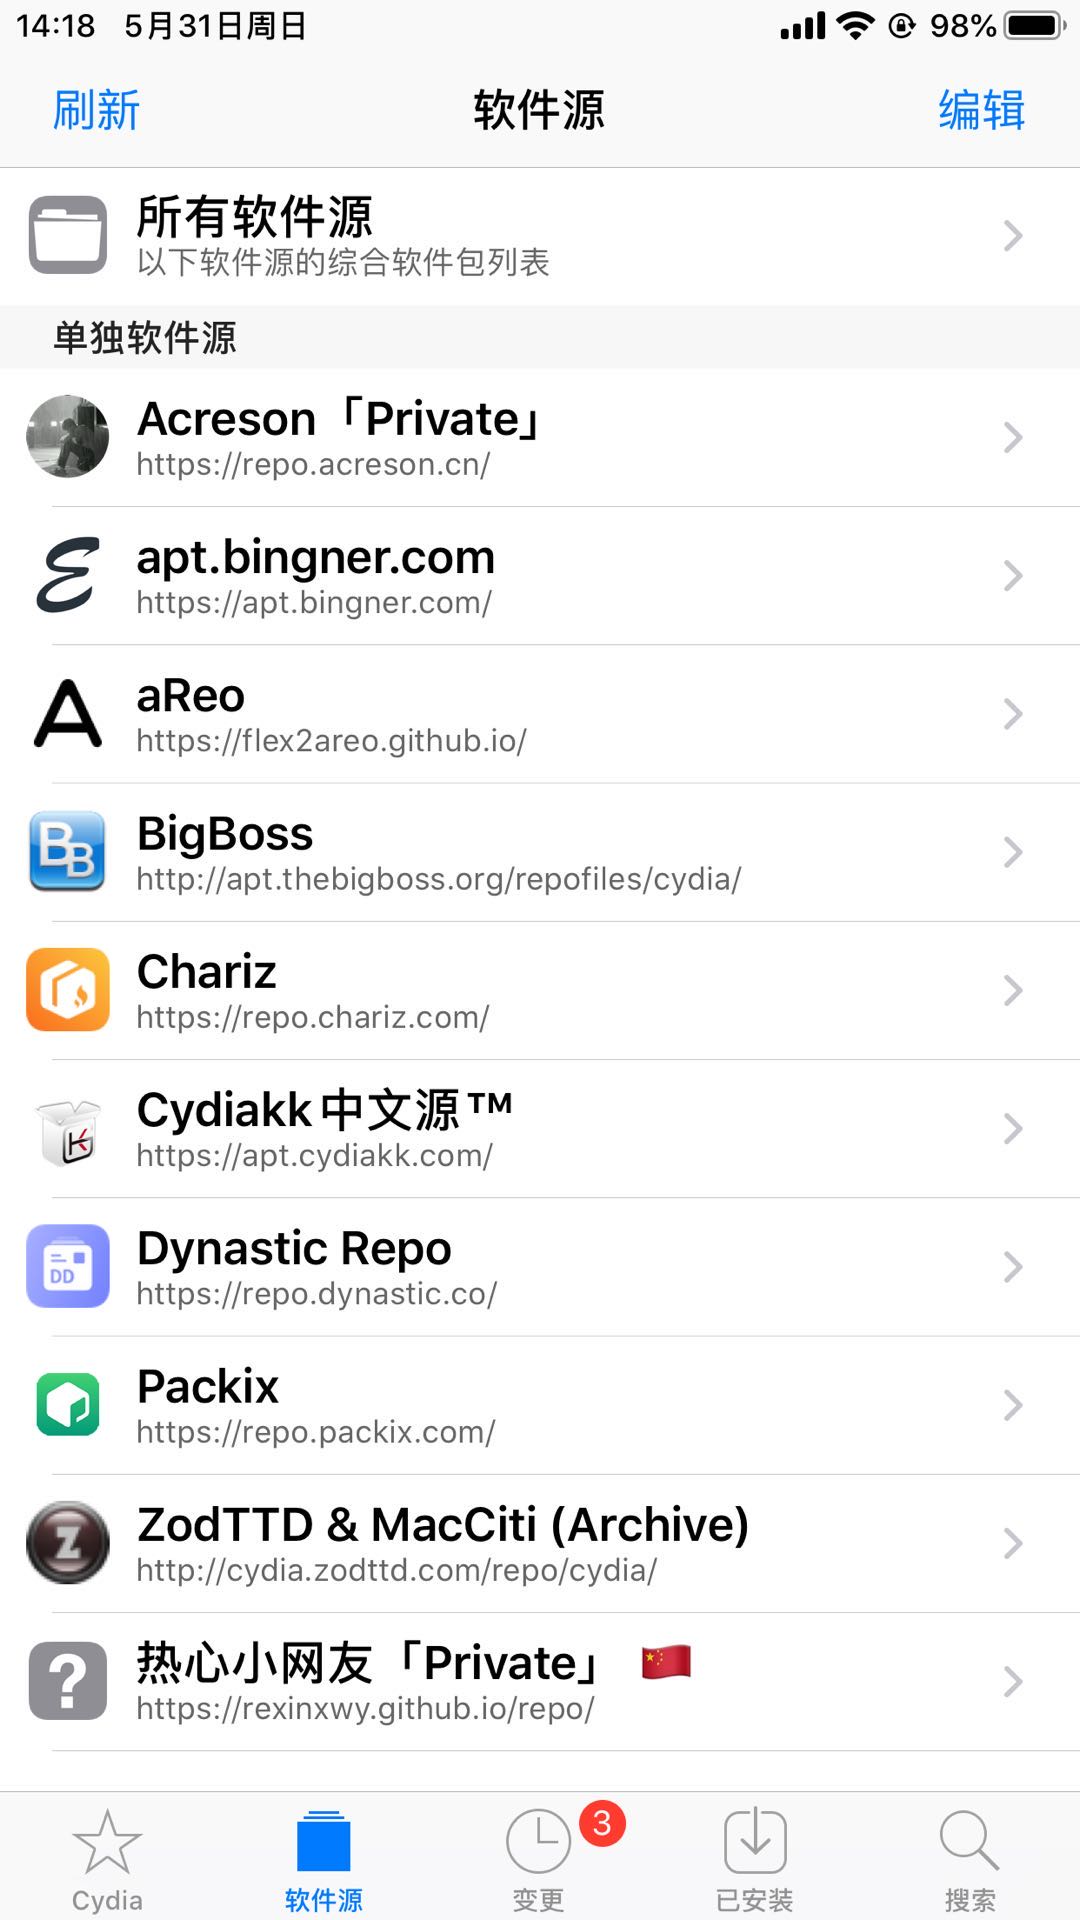 14:18 5月31日周日 98%
刷新 软件源 编辑
所有软件源
以下软件源的综合软件包列表
单独软件源
Acreson「Private」
https://repo.acreson.cn/
apt.bingner.com
https://apt.bingner.com/
aReo
https://flex2areo.github.io/
BigBoss
http://apt.thebigboss.org/repofiles/cydia/
Chariz
https://repo.chariz.com/
Cydiakk中文源™
https://apt.cydiakk.com/
Dynastic Repo
https://repo.dynastic.co/
Packix
https://repo.packix.com/
ZodTTD & MacCiti (Archive)
http://cydia.zodttd.com/repo/cydia/
热心小网友「Private」 🇨🇳
https://rexinxwy.github.io/repo/
3
Cydia 软件源 变更 已安装 搜索